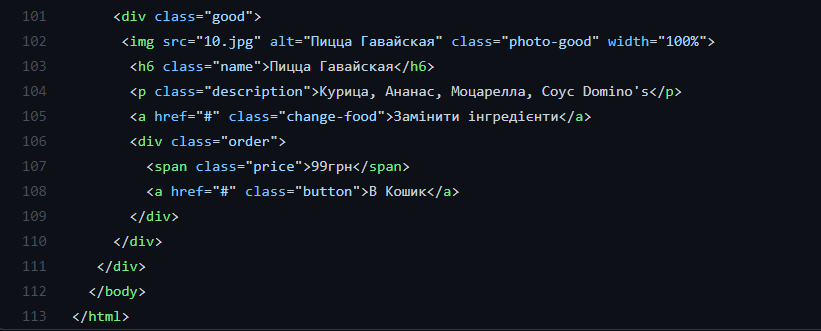 101 <div class="good">
102 <img src="10.jpg" alt="Пицца Гавайская" class="photo-good" width="100%">
103 <h6 class="name">Пицца Гавайская</h6>
104 <p class="description">Курица, Ананас, Моцарелла, Соус Domino's</p>
105 <a href="#" class="change-food">Замінити інгредієнти</a>
106 <div class="order">
107 <span class="price">99грн</span>
108 <a href="#" class="button">В Кошик</a>
109 </div>
110 </div>
111 </div>
112 </body>
113 </html>